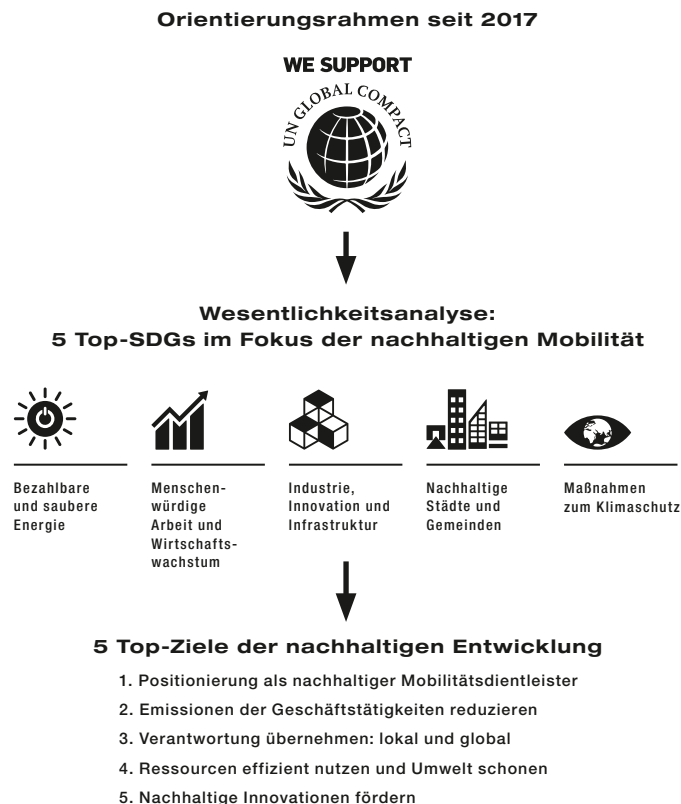 Orientierungsrahmen seit 2017
WE SUPPORT
UN GLOBAL COMPACT
Wesentlichkeitsanalyse:
5 Top-SDGs im Fokus der nachhaltigen Mobilität
Bezahlbare
und saubere
Energie
Menschen-
würdige
Arbeit und
Wirtschafts-
wachstum
Industrie,
Innovation und
Infrastruktur
Nachhaltige
Städte und
Gemeinden
Maßnahmen
zum Klimaschutz
5 Top-Ziele der nachhaltigen Entwicklung
1. Positionierung als nachhaltiger Mobilitätsdientleister
2. Emissionen der Geschäftstätigkeiten reduzieren
3. Verantwortung übernehmen: lokal und global
4. Ressourcen effizient nutzen und Umwelt schonen
5. Nachhaltige Innovationen fördern